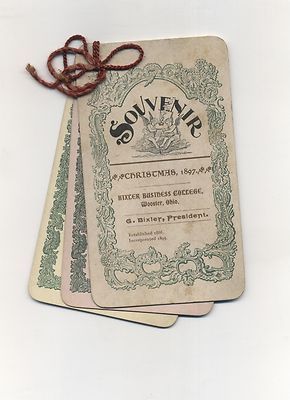 SOUVENIR
CHRISTMAS, 1897,
BIXLER BUSINESS COLLEGE,
Wooster, Ohio,
G. Bixler, President.
Established 1886.
Incorporated 1895.